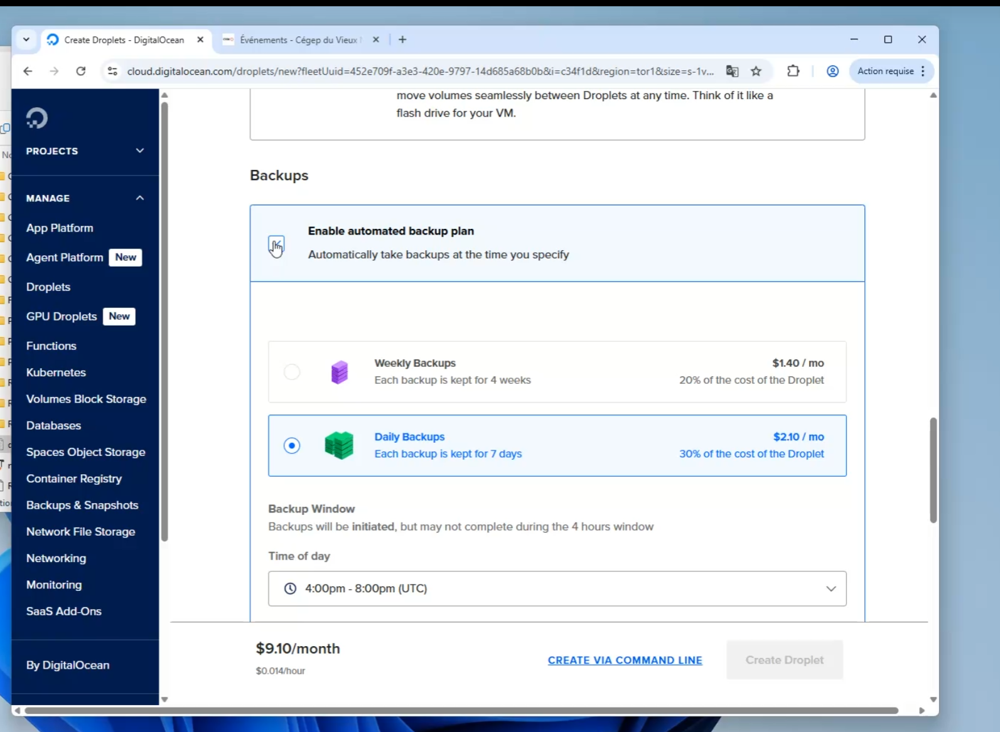 Create Droplets - DigitalOcean
Événements - Cégep du Vieux
cloud.digitalocean.com/droplets/new?fleetUuid=452e709f-a3e3-420e-9797-14d685a68b0b&i=c34f1d&region=tor1&size=s-1v...
Action requise
PROJECTS
MANAGE
App Platform
Agent Platform New
Droplets
GPU Droplets New
Functions
Kubernetes
Volumes Block Storage
Databases
Spaces Object Storage
Container Registry
Backups & Snapshots
Network File Storage
Networking
Monitoring
SaaS Add-Ons
By DigitalOcean
move volumes seamlessly between Droplets at any time. Think of it like a
flash drive for your VM.
Backups
Enable automated backup plan
Automatically take backups at the time you specify
Weekly Backups $1.40 / mo
Each backup is kept for 4 weeks 20% of the cost of the Droplet
Daily Backups $2.10 / mo
Each backup is kept for 7 days 30% of the cost of the Droplet
Backup Window
Backups will be initiated, but may not complete during the 4 hours window
Time of day
4:00pm - 8:00pm (UTC)
$9.10/month
$0.014/hour
CREATE VIA COMMAND LINE
Create Droplet